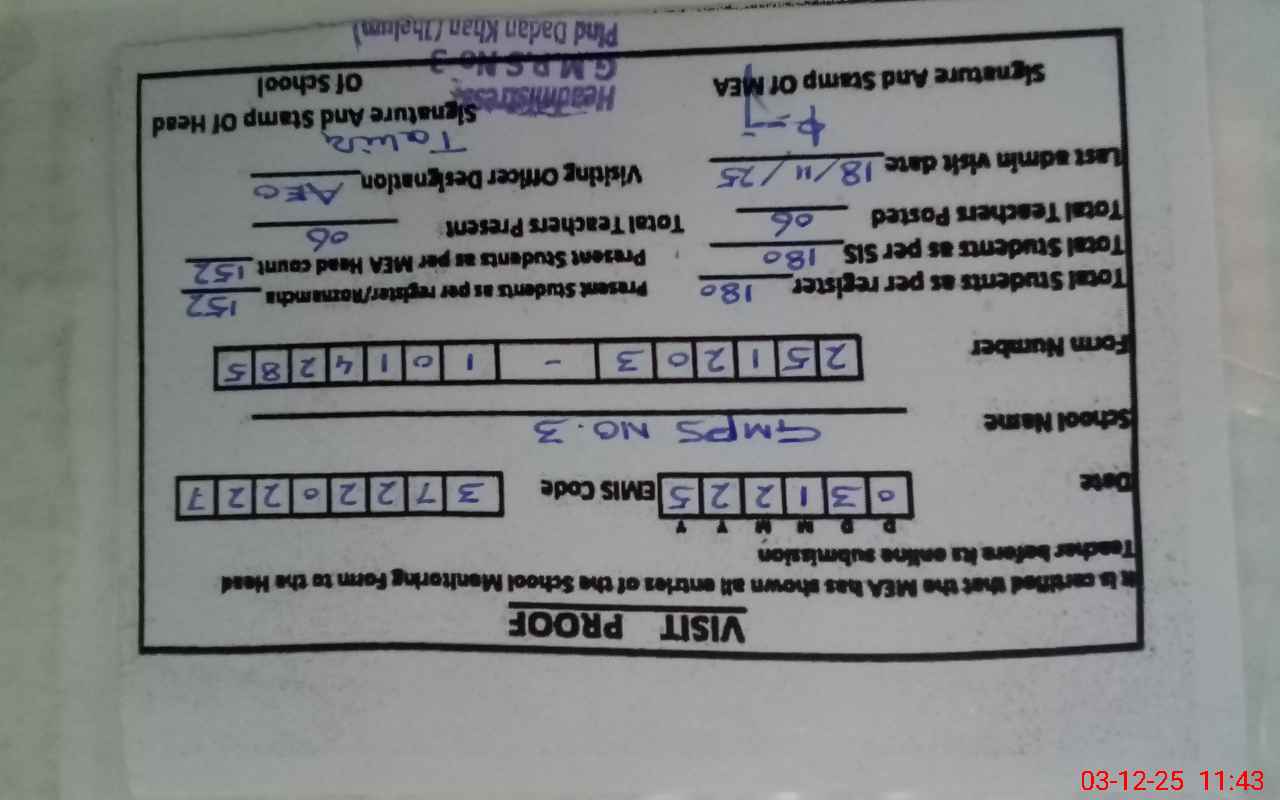 VISIT PROOF
It is certified that the MEA has shown all entries of the School Monitoring Form to the Head
Teacher before its online submission
D D M M Y Y
Date 0 3 1 2 2 5 EMIS Code 3 7 2 2 0 2 2 7
School Name GMPS NO. 3
Form Number 2 5 1 2 0 3 - 1 0 1 4 2 8 5
Total Students as per register 180 Present Students as per register/Roznamcha 152
Total Students as per SIS 180 Present Students as per MEA Head count 152
Total Teachers Posted 06 Total Teachers Present 06
Last admin visit date 18/11/25 Visiting Officer Designation AEO
Signature And Stamp Of MEA Signature And Stamp Of Head
Of School
Headmistress
G.M.P.S No 3
Pind Dadan Khan (Jhelum)
03-12-25 11:43